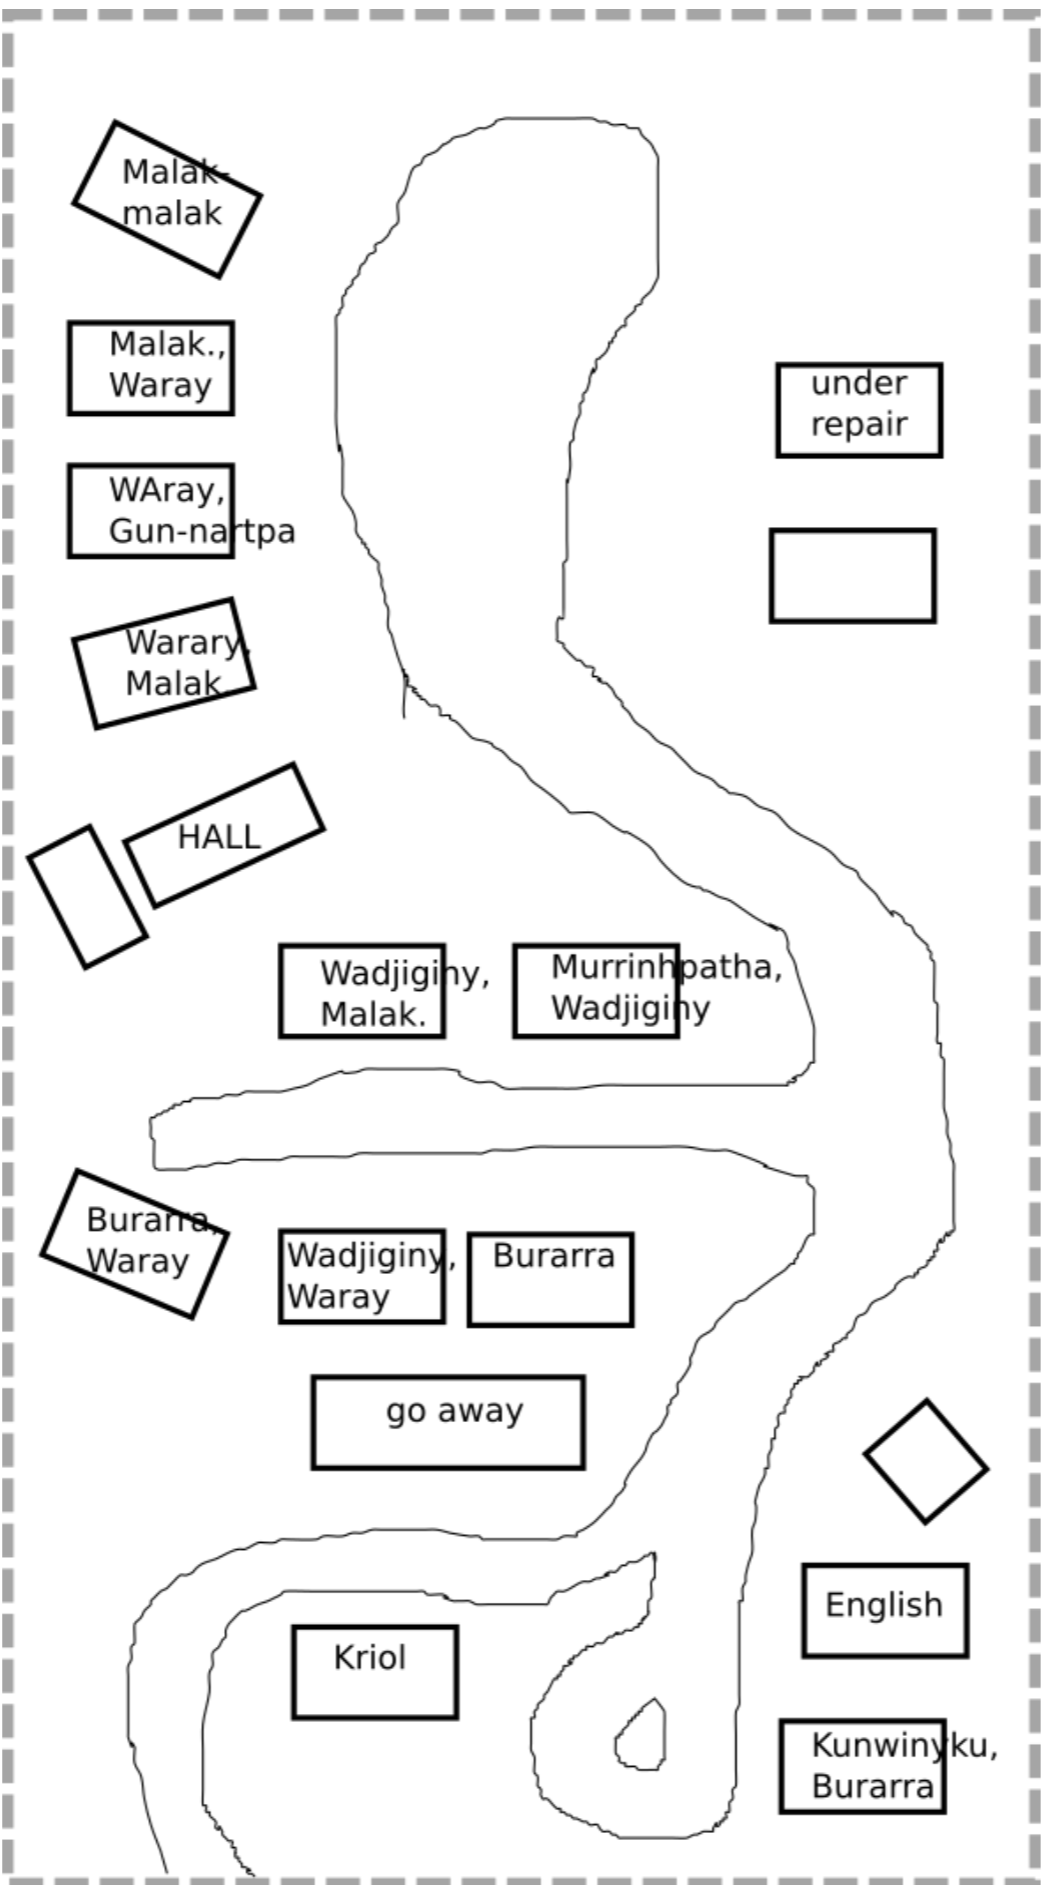 Malak-
malak
Malak.,
Waray
under
repair
WAray,
Gun-nartpa
Warary,
Malak
HALL
Wadjiginy,
Malak.
Murrinhpatha,
Wadjiginy
Burarra,
Waray
Wadjiginy,
Waray
Burarra
go away
English
Kriol
Kunwinyku,
Burarra